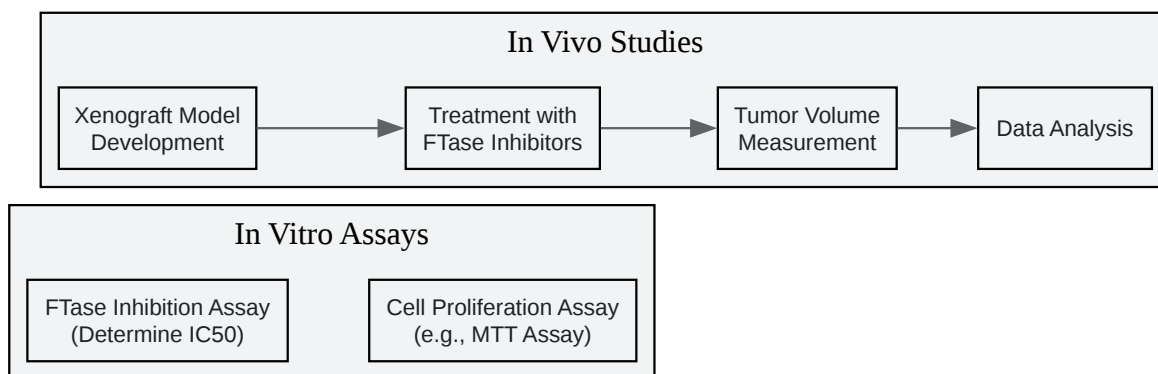 In Vivo Studies
Xenograft Model
Development
Treatment with
FTase Inhibitors
Tumor Volume
Measurement
Data Analysis
In Vitro Assays
FTase Inhibition Assay
(Determine IC50)
Cell Proliferation Assay
(e.g., MTT Assay)